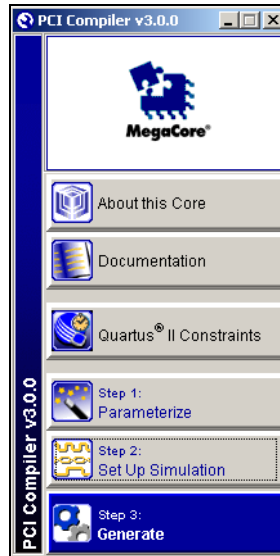 PCI Compiler v3.0.0
MegaCore®
About this Core
Documentation
Quartus® II Constraints
Step 1:
Parameterize
Step 2:
Set Up Simulation
Step 3:
Generate
PCI Compiler v3.0.0